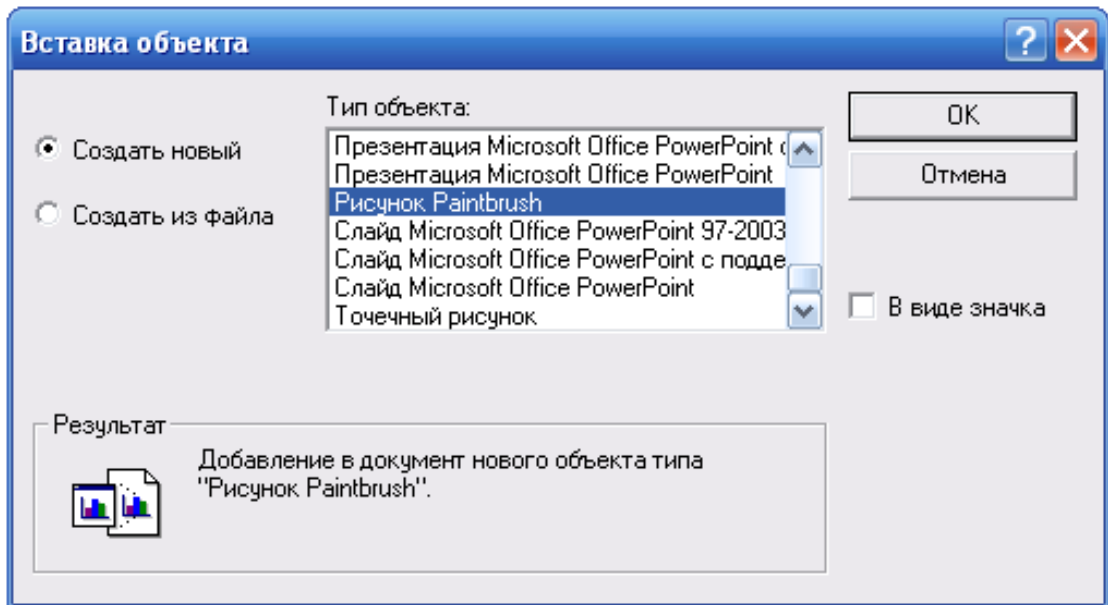 Вставка объекта
Тип объекта:
Создать новый
Создать из файла
Презентация Microsoft Office PowerPoint с
Презентация Microsoft Office PowerPoint
Рисунок Paintbrush
Слайд Microsoft Office PowerPoint 97-2003
Слайд Microsoft Office PowerPoint с подде
Слайд Microsoft Office PowerPoint
Точечный рисунок
OK
Отмена
В виде значка
Результат
Добавление в документ нового объекта типа
"Рисунок Paintbrush".